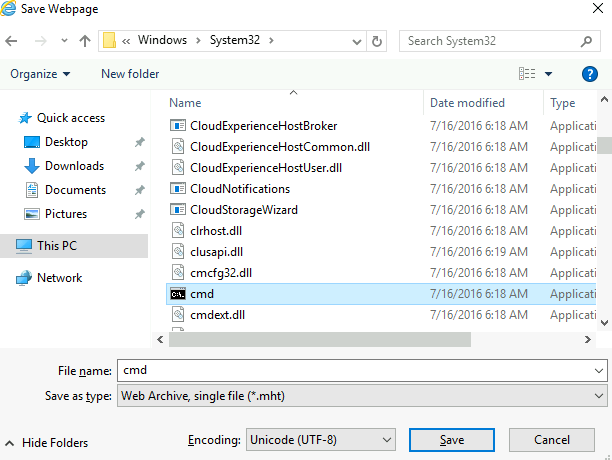 Save Webpage
« Windows > System32 >
Search System32
Organize
New folder
?
Name
Date modified
Type
Quick access
Desktop
Downloads
Documents
Pictures
This PC
Network
CloudExperienceHostBroker 7/16/2016 6:18 AM Applicati
CloudExperienceHostCommon.dll 7/16/2016 6:18 AM Applicati
CloudExperienceHostUser.dll 7/16/2016 6:18 AM Applicati
CloudNotifications 7/16/2016 6:18 AM Applicati
CloudStorageWizard 7/16/2016 6:18 AM Applicati
clrhost.dll 7/16/2016 6:18 AM Applicati
clusapi.dll 7/16/2016 6:19 AM Applicati
cmcfg32.dll 7/16/2016 6:18 AM Applicati
C:\. cmd 7/16/2016 6:18 AM Applicati
cmdext.dll 7/16/2016 6:18 AM Applicati
File name: cmd
Save as type: Web Archive, single file (*.mht)
Hide Folders
Encoding: Unicode (UTF-8)
Save
Cancel